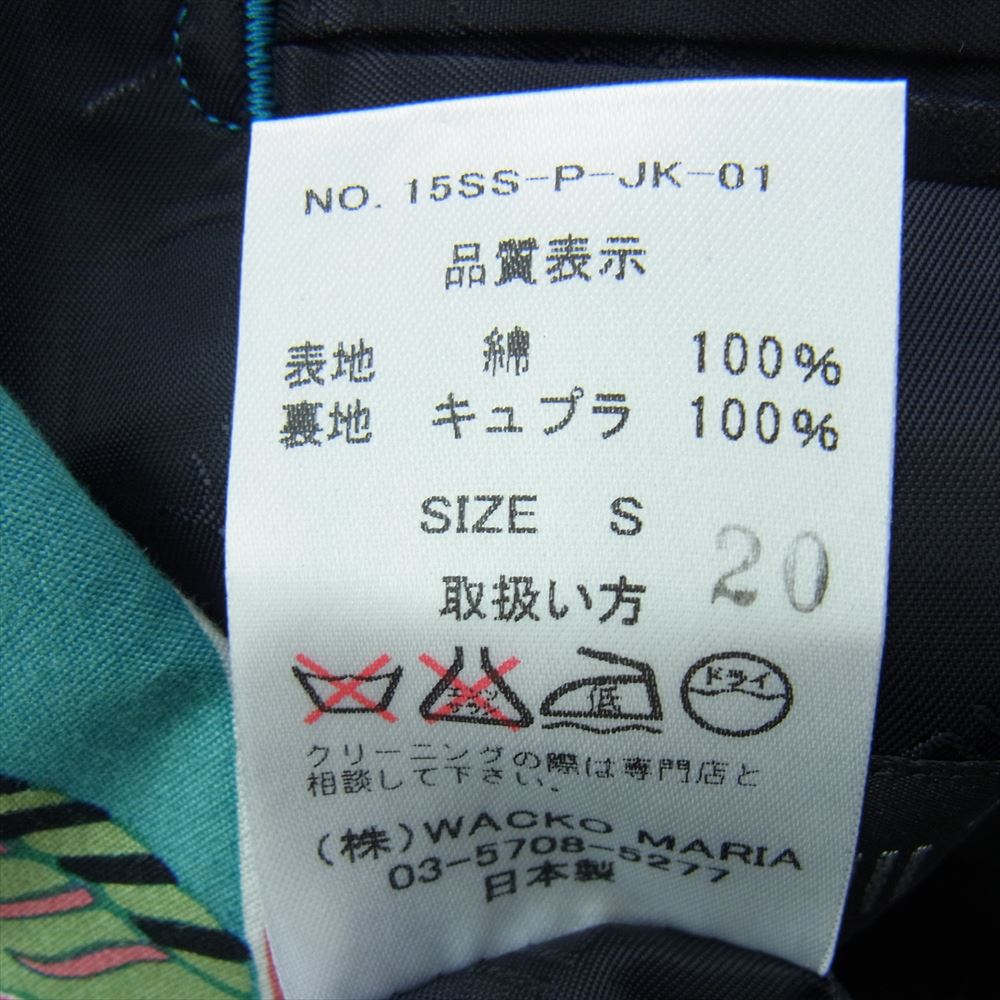 NO. 15SS-P-JK-01
品質表示
表地 綿 100%
裏地 キュプラ 100%
SIZE S
20
取扱い方
低 ドライ
クリーニングの際は専門店と
相談して下さい.
(株)WACKO MARIA
03-5708-5277
日本製